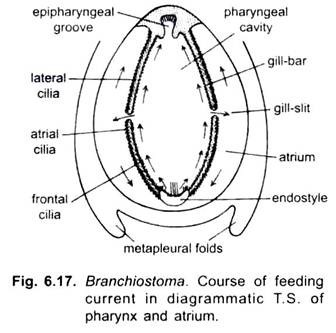 epipharyngeal
groove
pharyngeal
cavity
gill-bar
lateral
cilia
gill-slit
atrial
cilia
atrium
frontal
cilia
endostyle
metapleural folds
Fig. 6.17. Branchiostoma. Course of feeding
current in diagrammatic T.S. of
pharynx and atrium.